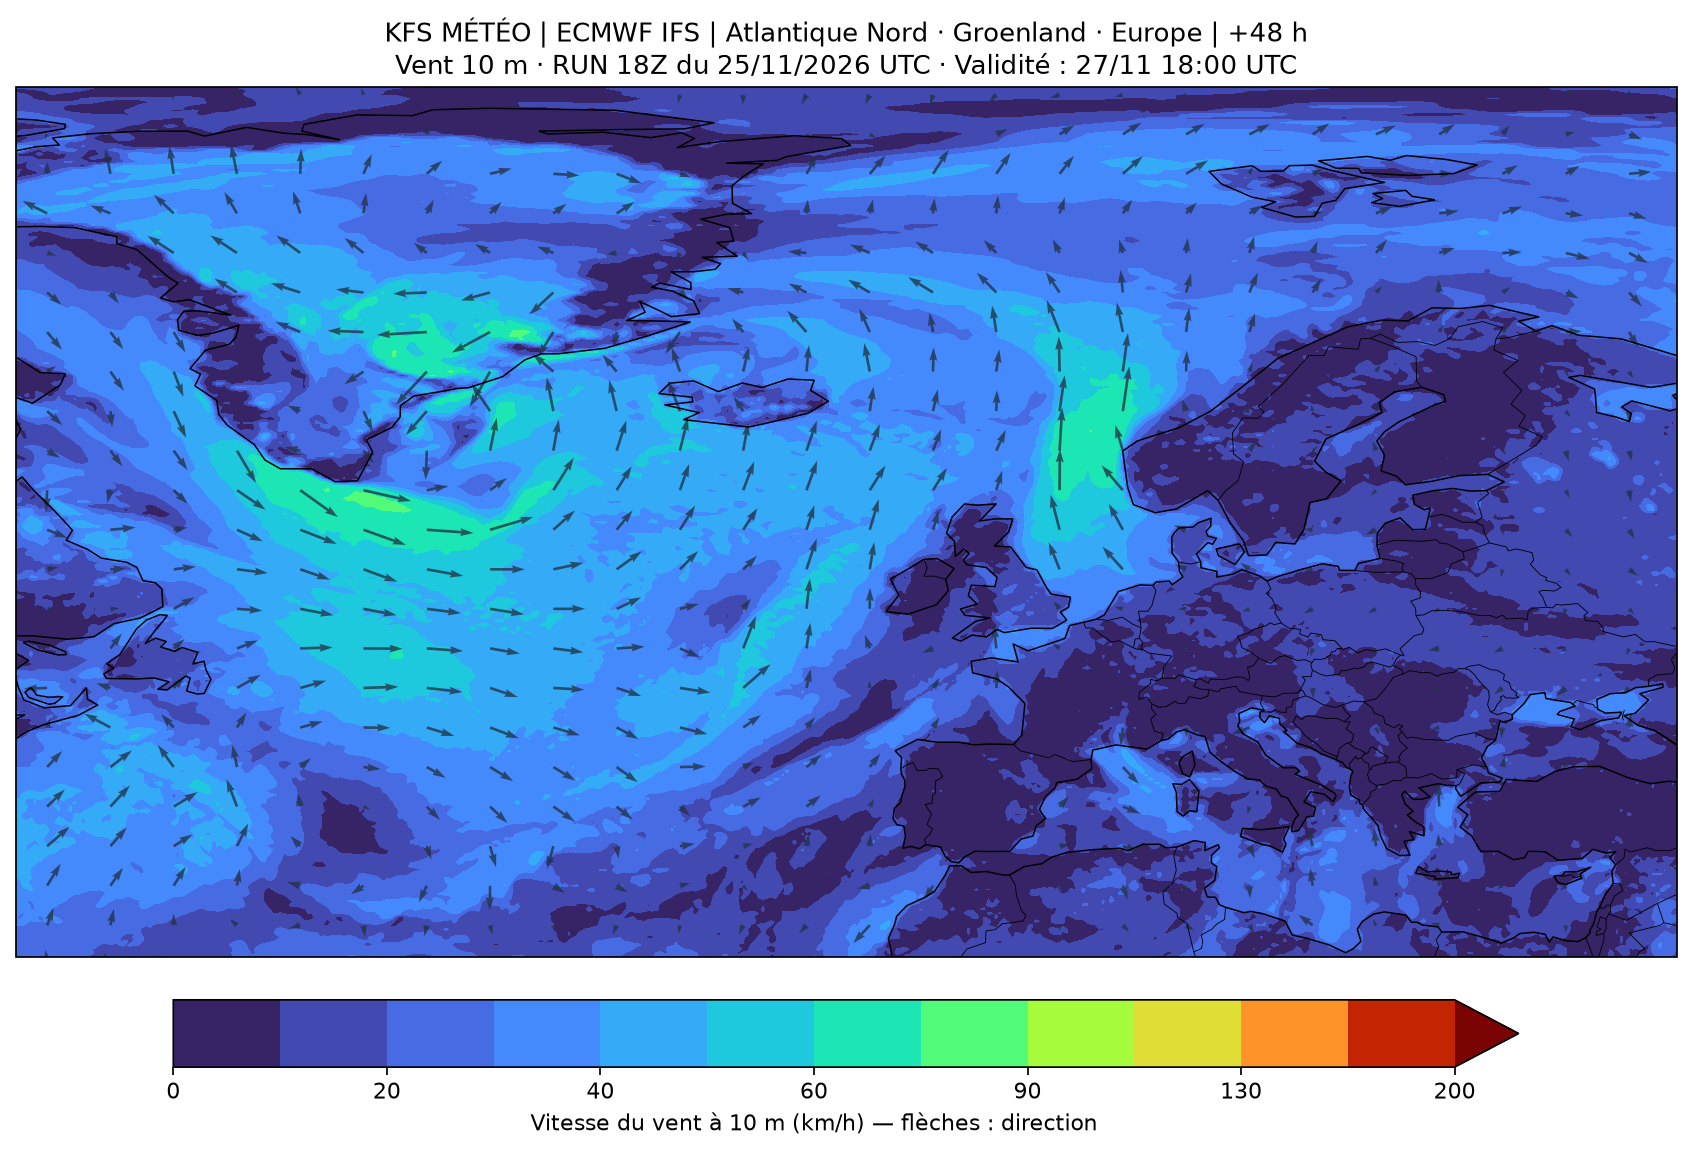 KFS MÉTÉO | ECMWF IFS | Atlantique Nord · Groenland · Europe | +48 h
Vent 10 m · RUN 18Z du 25/11/2026 UTC · Validité : 27/11 18:00 UTC
0 20 40 60 90 130 200
Vitesse du vent à 10 m (km/h) — flèches : direction